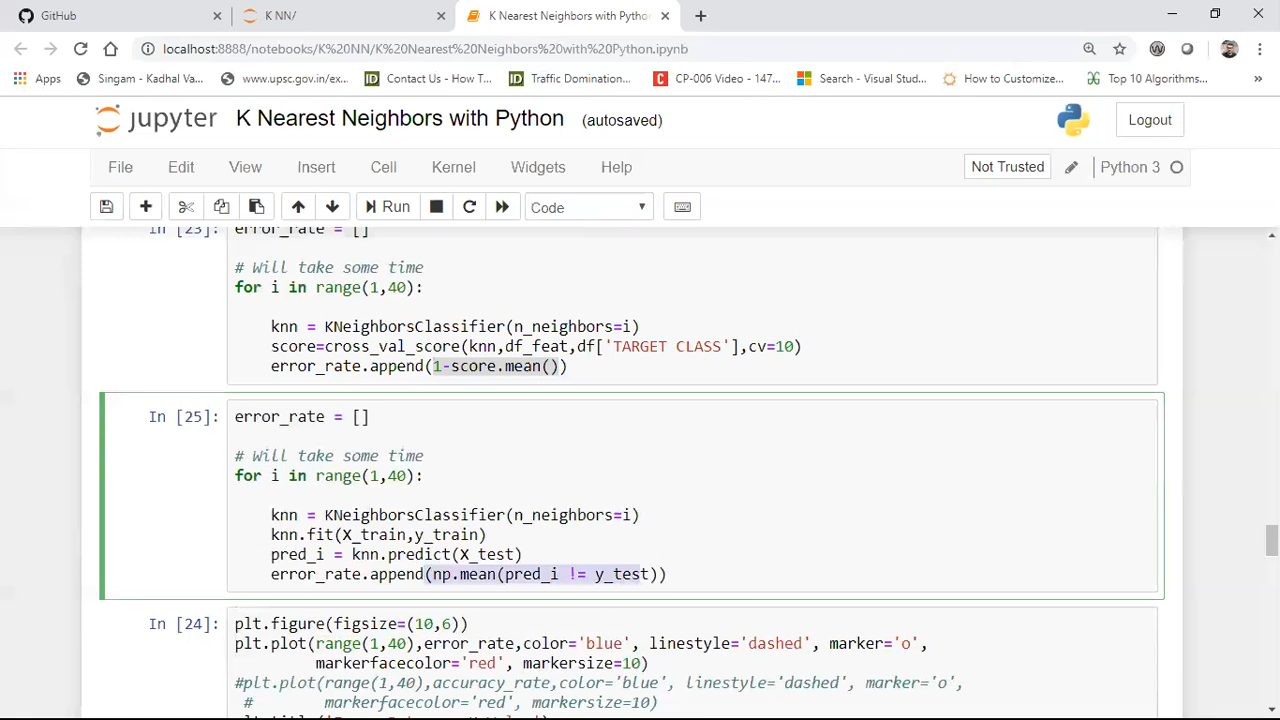 GitHub
K NN/
K Nearest Neighbors with Python
localhost:8888/notebooks/K%20NN/K%20Nearest%20Neighbors%20with%20Python.ipynb
Apps
Singam - Kadhal Va...
www.upsc.gov.in/ex...
Contact Us - How T...
Traffic Domination...
CP-006 Video - 147...
Search - Visual Stud...
How to Customize...
Top 10 Algorithms...
»
jupyter
K Nearest Neighbors with Python (autosaved)
Logout
File Edit View Insert Cell Kernel Widgets Help
Not Trusted
Python 3
Run
Code
In [23]: error_rate = []
# Will take some time
for i in range(1,40):
knn = KNeighborsClassifier(n_neighbors=i)
score=cross_val_score(knn,df_feat,df['TARGET CLASS'],cv=10)
error_rate.append(1-score.mean())
In [25]: error_rate = []
# Will take some time
for i in range(1,40):
knn = KNeighborsClassifier(n_neighbors=i)
knn.fit(X_train,y_train)
pred_i = knn.predict(X_test)
error_rate.append(np.mean(pred_i != y_test))
In [24]: plt.figure(figsize=(10,6))
plt.plot(range(1,40),error_rate,color='blue', linestyle='dashed', marker='o',
markerfacecolor='red', markersize=10)
#plt.plot(range(1,40),accuracy_rate,color='blue', linestyle='dashed', marker='o',
# markerfacecolor='red', markersize=10)